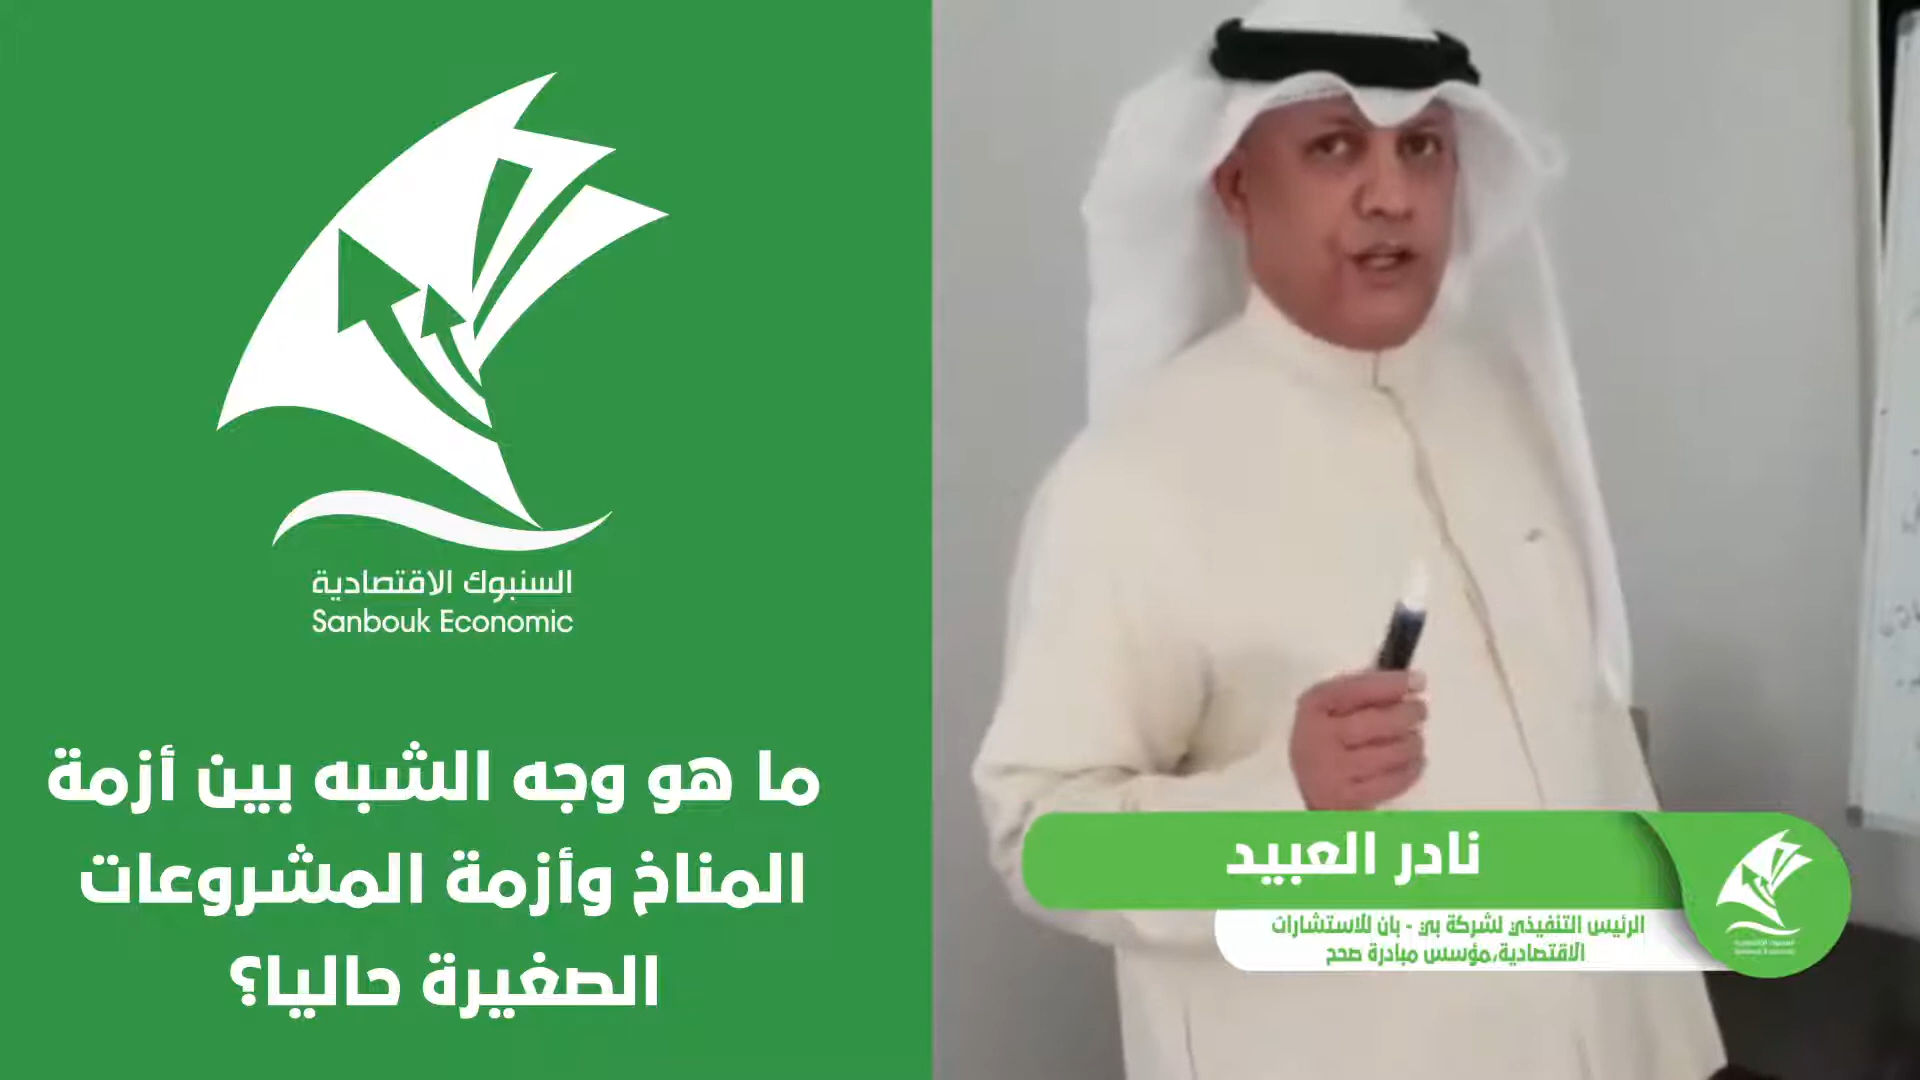 السنبوك الاقتصادية
Sanbouk Economic
ما هو وجه الشبه بين أزمة
المناخ وأزمة المشروعات
الصغيرة حاليا؟
نادر العبيد
الرئيس التنفيذي لشركة بي - بان للاستشارات
الاقتصادية،مؤسس مبادرة صحح